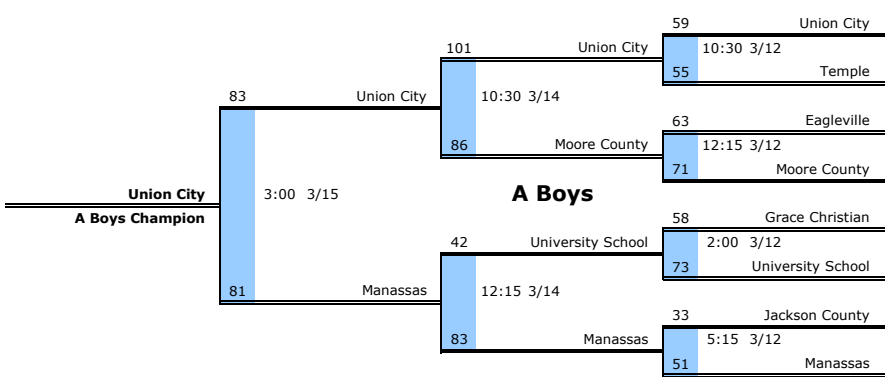 59 Union City
101 Union City 10:30 3/12
55 Temple
83 Union City 10:30 3/14
63 Eagleville
86 Moore County 12:15 3/12
71 Moore County
Union City 3:00 3/15 A Boys
A Boys Champion 58 Grace Christian
42 University School 2:00 3/12
73 University School
81 Manassas 12:15 3/14
33 Jackson County
83 Manassas 5:15 3/12
51 Manassas